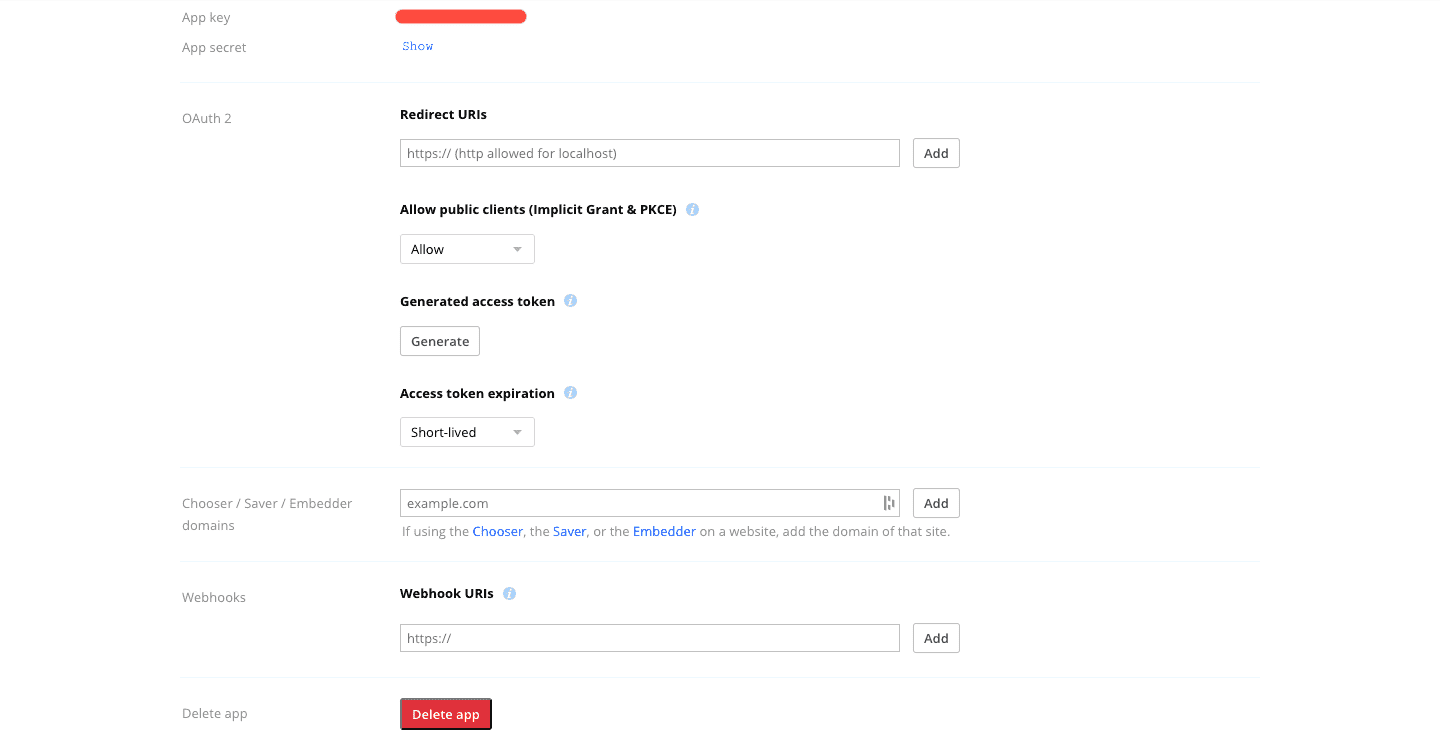 App key
App secret
Show
OAuth 2
Redirect URIs
https:// (http allowed for localhost)
Add
Allow public clients (Implicit Grant & PKCE)
i
Allow
Generated access token
i
Generate
Access token expiration
i
Short-lived
Chooser / Saver / Embedder
domains
example.com
Add
If using the Chooser, the Saver, or the Embedder on a website, add the domain of that site.
Webhooks
Webhook URIs
i
https://
Add
Delete app
Delete app